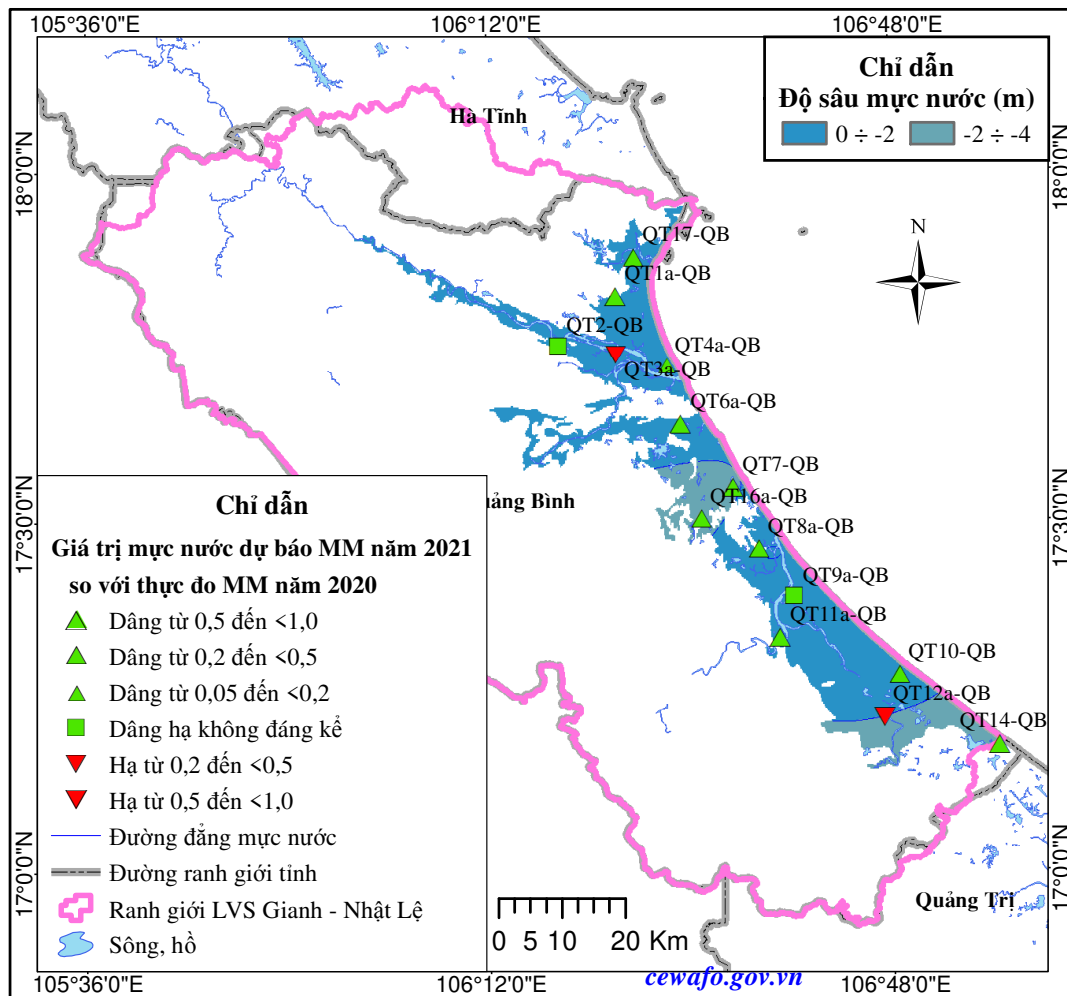 105°36'0"E
106°12'0"E
106°48'0"E
Chỉ dẫn
Độ sâu mực nước (m)
0 ÷ -2
-2 ÷ -4
Hà Tĩnh
18°0'0"N
18°0'0"N
N
QT17-QB
QT1a-QB
QT2-QB
QT4a-QB
QT3a-QB
QT6a-QB
QT7-QB
QT16a-QB
uảng Bình
QT8a-QB
17°30'0"N
17°30'0"N
QT9a-QB
QT11a-QB
QT10-QB
QT12a-QB
QT14-QB
Chỉ dẫn
Giá trị mực nước dự báo MM năm 2021
so với thực đo MM năm 2020
Dâng từ 0,5 đến <1,0
Dâng từ 0,2 đến <0,5
Dâng từ 0,05 đến <0,2
Dâng hạ không đáng kể
Hạ từ 0,2 đến <0,5
Hạ từ 0,5 đến <1,0
Đường đẳng mực nước
Đường ranh giới tỉnh
Ranh giới LVS Gianh - Nhật Lệ
Sông, hồ
17°0'0"N
17°0'0"N
Quảng Trị
0 5 10 20 Km
cewafo.gov.vn
105°36'0"E
106°12'0"E
106°48'0"E